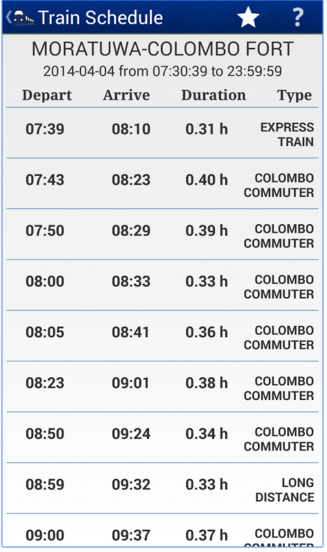 Train Schedule ?
MORATUWA-COLOMBO FORT
2014-04-04 from 07:30:39 to 23:59:59
Depart Arrive Duration Type
07:39 08:10 0.31 h EXPRESS
TRAIN
07:43 08:23 0.40 h COLOMBO
COMMUTER
07:50 08:29 0.39 h COLOMBO
COMMUTER
08:00 08:33 0.33 h COLOMBO
COMMUTER
08:05 08:41 0.36 h COLOMBO
COMMUTER
08:23 09:01 0.38 h COLOMBO
COMMUTER
08:50 09:24 0.34 h COLOMBO
COMMUTER
08:59 09:32 0.33 h LONG
DISTANCE
09:00 09:37 0.37 h COLOMBO
COMMUTER